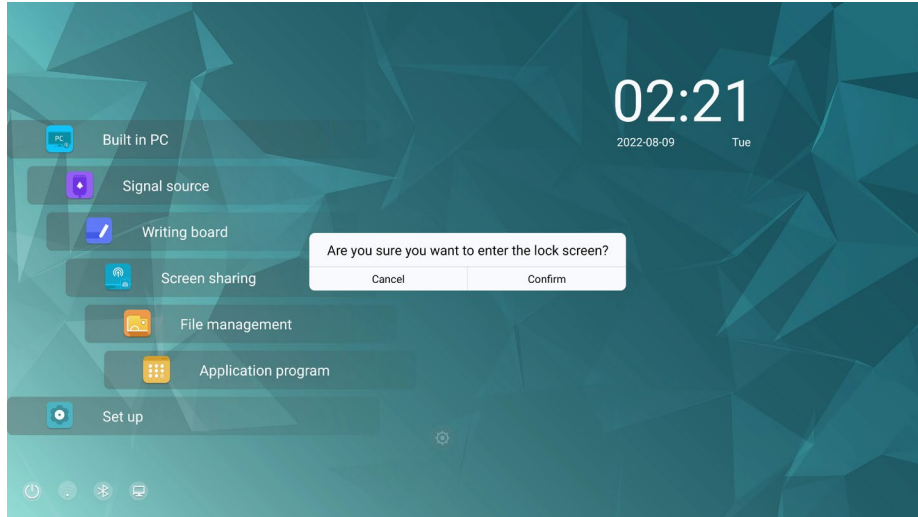 02:21
2022-08-09 Tue
PC
Built in PC
Signal source
Writing board
Screen sharing
File management
Application program
Set up
Are you sure you want to enter the lock screen?
Cancel Confirm